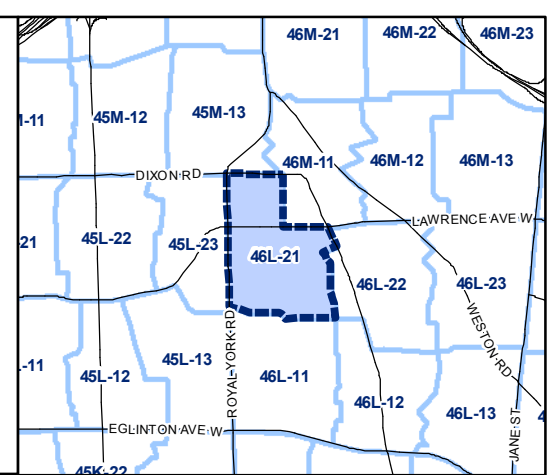 46M-21
46M-22
46M-23
45M-12
45M-13
46M-11
46M-12
46M-13
DIXON RD
LAWRENCE AVE W
21
45L-22
45L-23
46L-21
46L-22
46L-23
WESTON RD
ROYAL YORK RD
45L-12
45L-13
46L-11
46L-12
46L-13
EGLINTON AVE W
JANE ST